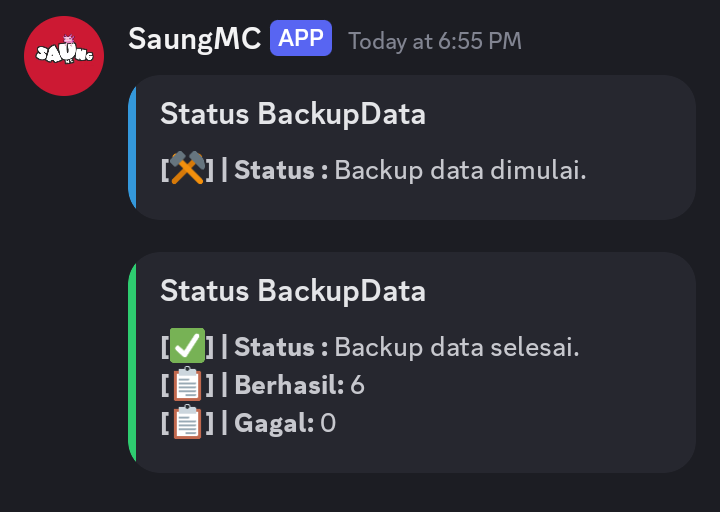 SAUNG
SaungMC APP Today at 6:55 PM
Status BackupData
[⚒️] | Status : Backup data dimulai.
Status BackupData
[✅] | Status : Backup data selesai.
[📋] | Berhasil: 6
[📋] | Gagal: 0